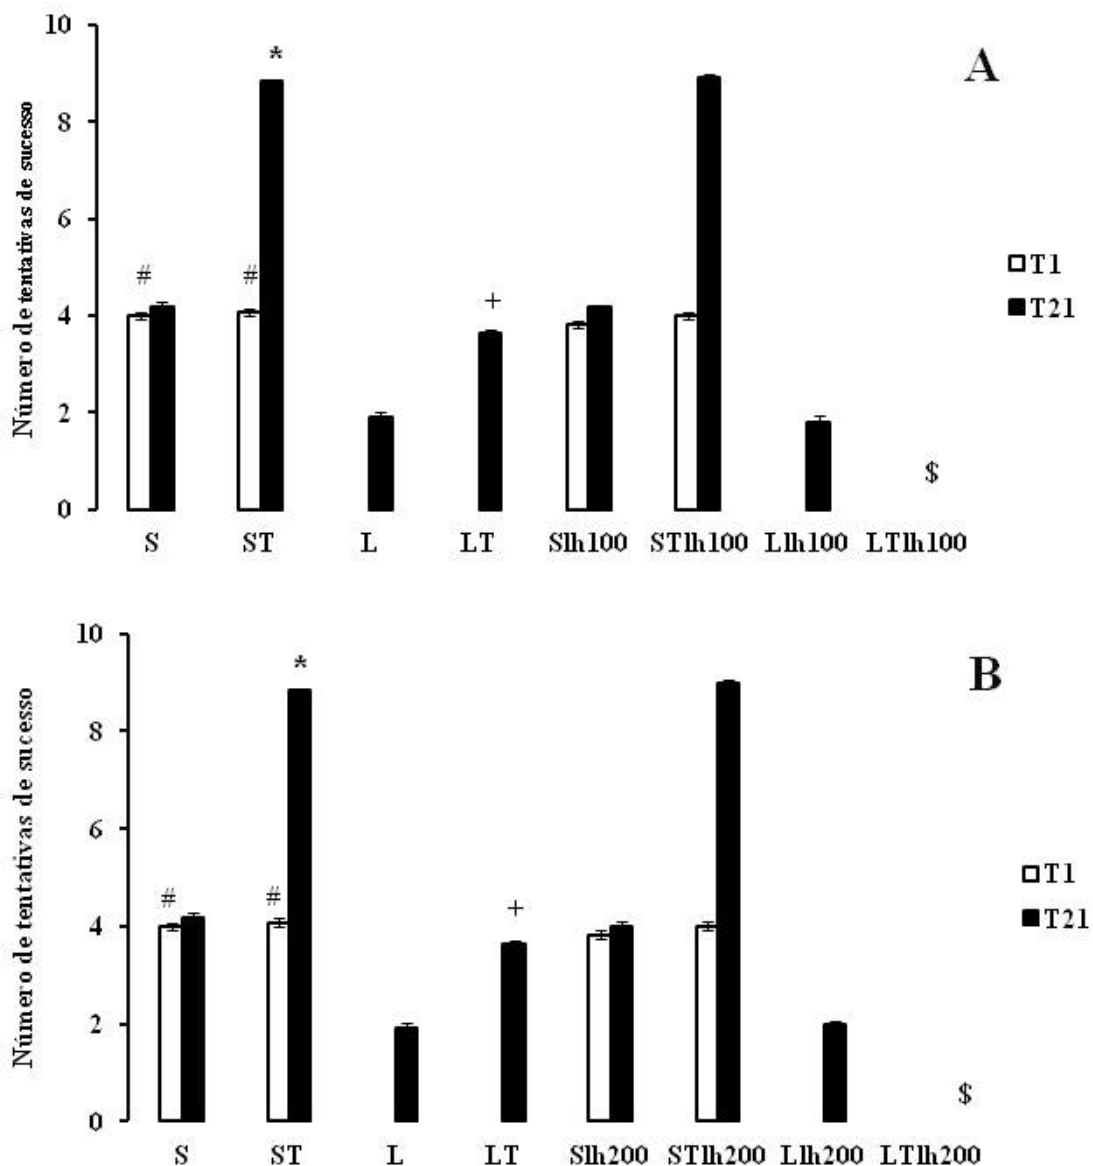 10
*
A
8
6
Número de tentativas de sucesso
# #
T1
+
T21
4
2
$
0
S ST L LT Slh100 STlh100 Llh100 LTlh100
10
*
B
8
6
Número de tentativas de sucesso
# #
+
T1
T21
4
2
$
0
S ST L LT Slh200 STlh200 Llh200 LTlh200